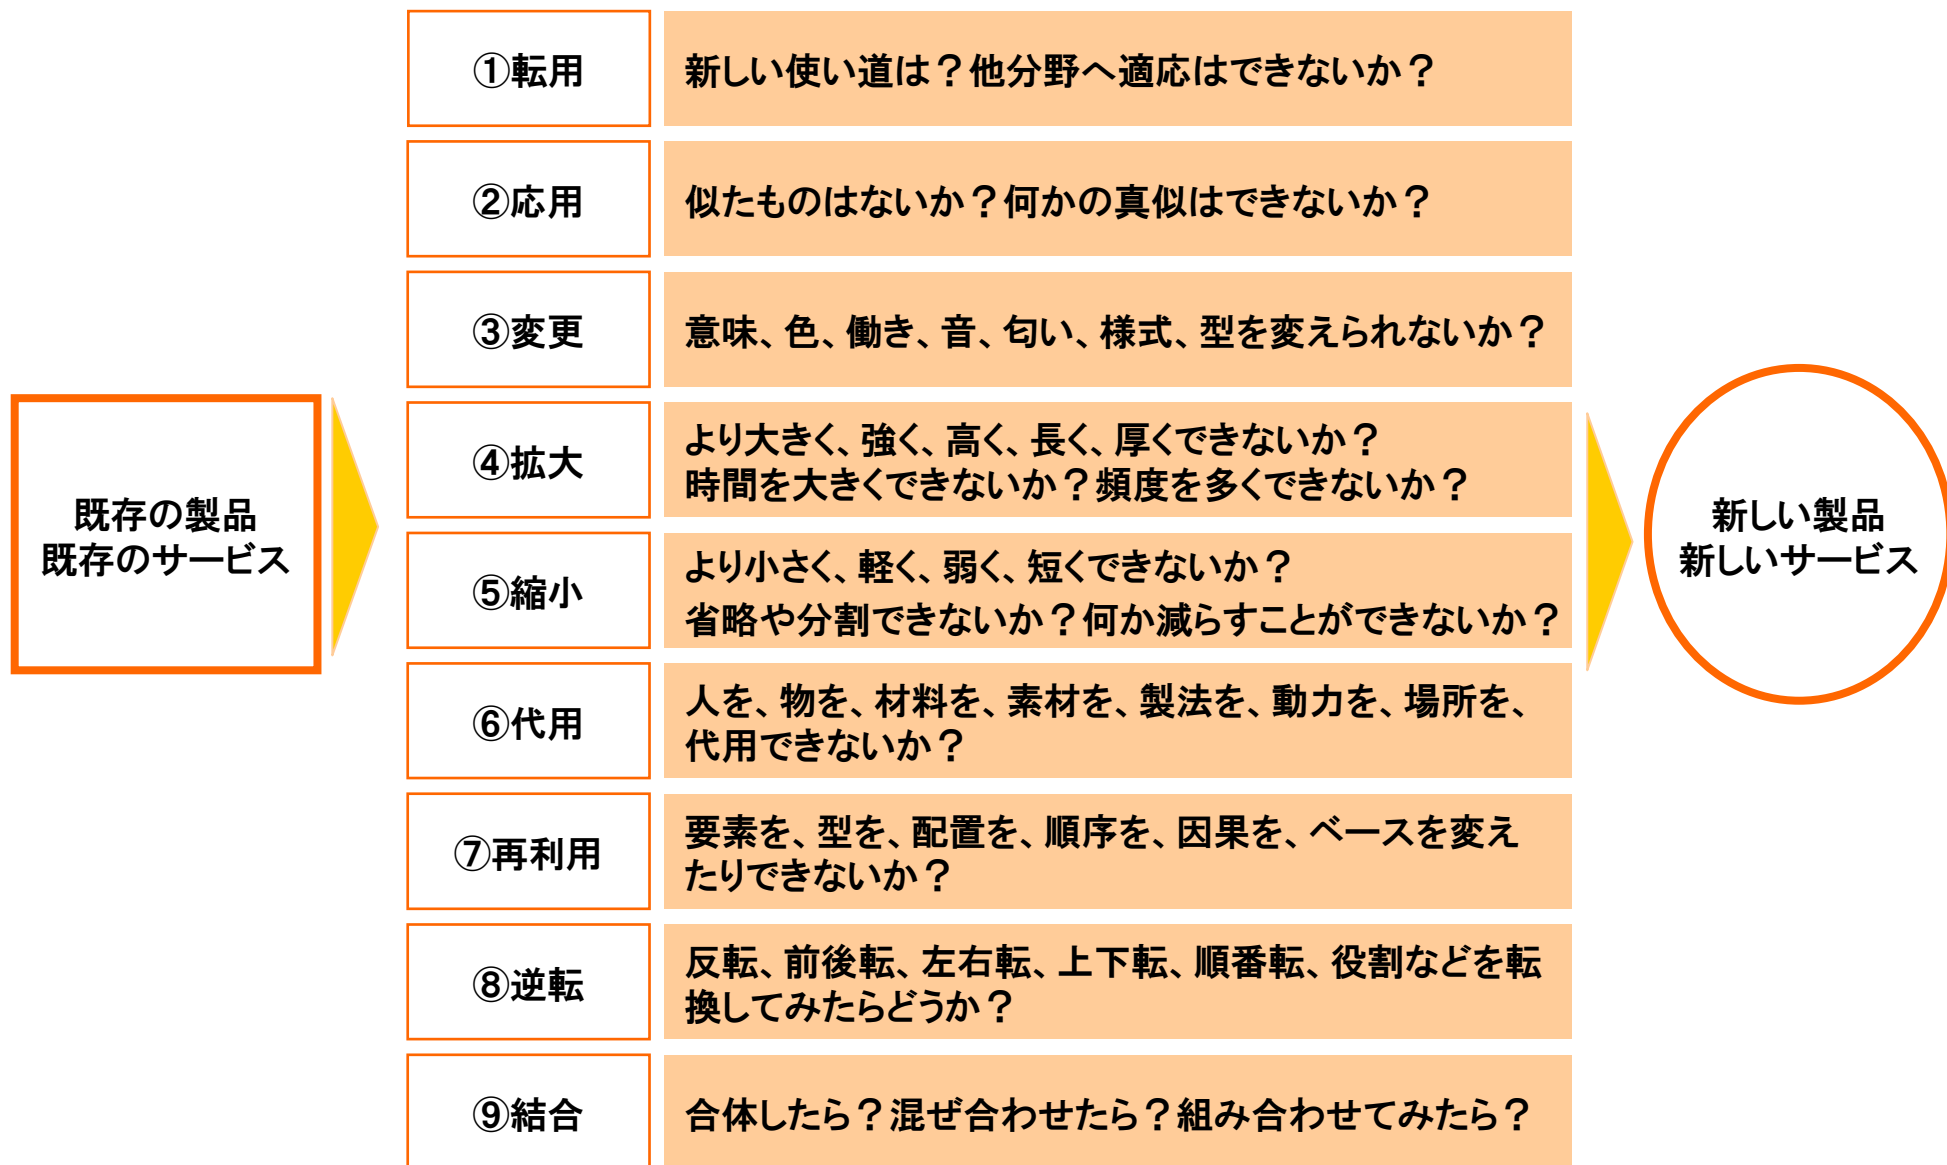 ①転用
新しい使い道は？他分野へ適応はできないか？
②応用
似たものはないか？何かの真似はできないか？
③変更
意味、色、働き、音、匂い、様式、型を変えられないか？
④拡大
より大きく、強く、高く、長く、厚くできないか？
時間を大きくできないか？頻度を多くできないか？
既存の製品
既存のサービス
⑤縮小
より小さく、軽く、弱く、短くできないか？
省略や分割できないか？何か減らすことができないか？
新しい製品
新しいサービス
⑥代用
人を、物を、材料を、素材を、製法を、動力を、場所を、
代用できないか？
⑦再利用
要素を、型を、配置を、順序を、因果を、ベースを変え
たりできないか？
⑧逆転
反転、前後転、左右転、上下転、順番転、役割などを転
換してみたらどうか？
⑨結合
合体したら？混ぜ合わせたら？組み合わせてみたら？